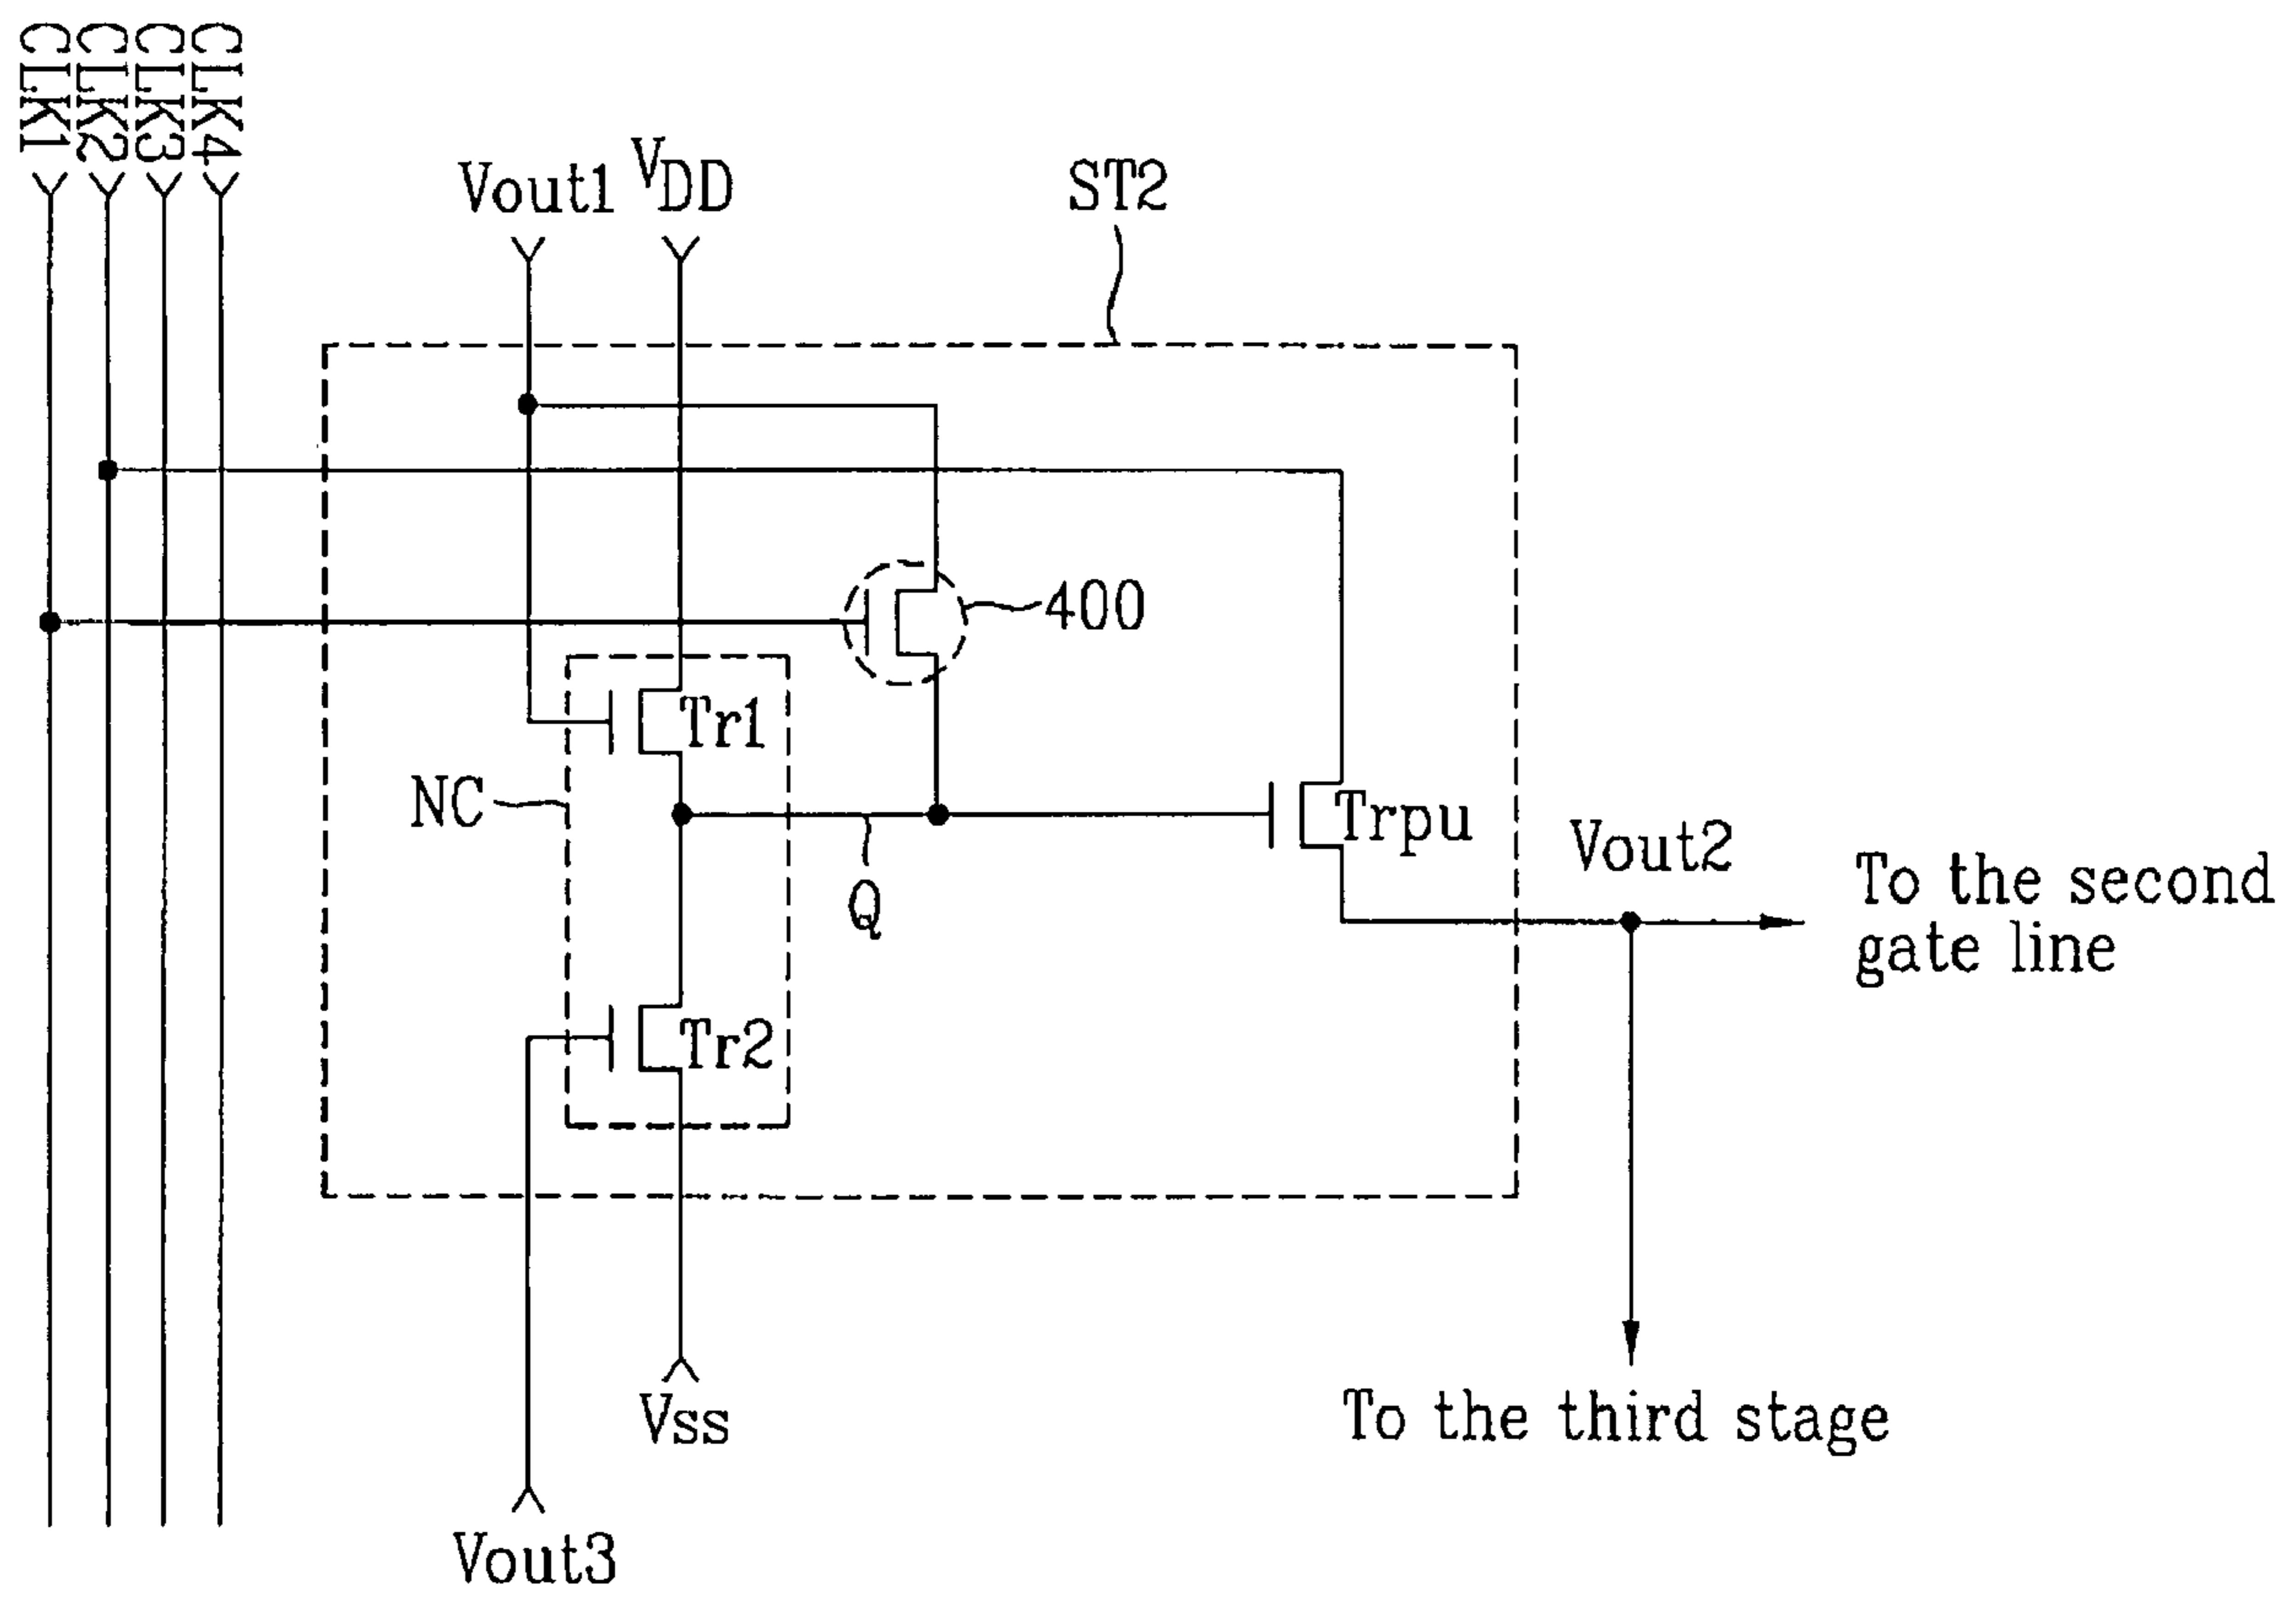 CLK1
CLK2
CLK3
CLK4
Vout1
VDD
ST2
400
Tr1
NC
Trpu
Vout2
Q
To the second
gate line
Tr2
Vss
To the third stage
Vout3